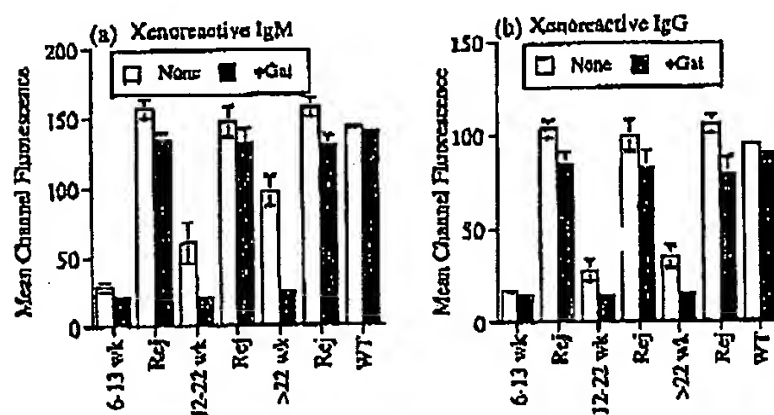 (a) Xenoreactive IgM
None +Gal
Mean Channel Fluorescence
200
150
100
50
0
6-13 wk
Rej
12-22 wk
Rej
>22 wk
Rej
WT
(b) Xenoreactive IgG
None +Gal
Mean Channel Fluorescence
150
100
50
0
6-13 wk
Rej
12-22 wk
Rej
>22 wk
Rej
WT